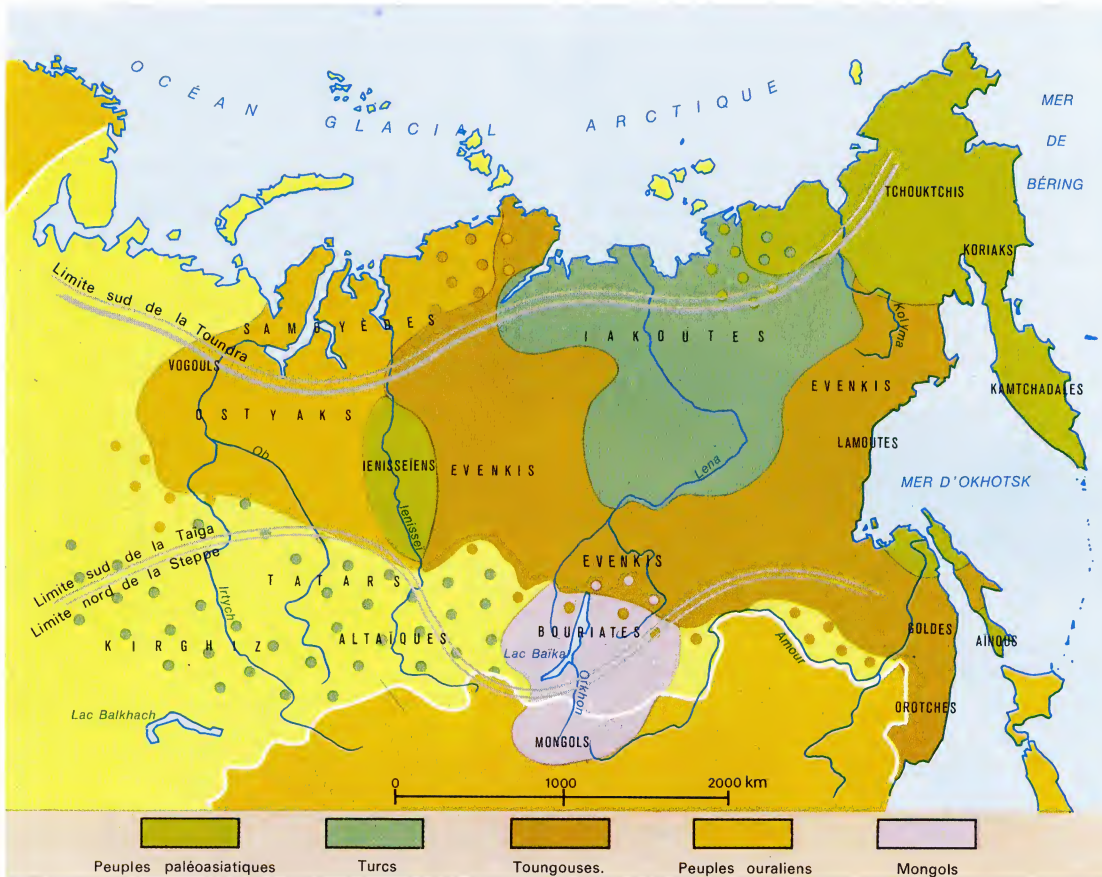 OCÉAN
GLACIAL
ARCTIQUE
MER
DE
BÉRING
TCHOUKTCHIS
KORIAKS
Limite sud de la Toundra
SAMOYÈDES
Kolyma
IAKOUTES
VOGOULS
EVENKIS
KAMTCHADALES
OSTYAKS
LAMOUTES
Ob
IENISSEÏENS
EVENKIS
Lena
MER D'OKHOTSK
Ienissei
Limite sud de la Taïga
Limite nord de la Steppe
EVENKIS
TATARS
Irtych
KIRGHIZ
ALTAÏQUES
BOURIATES
GOLDES
AÏNOUS
Lac Baïka
Amour
Orkhon
Lac Balkhach
OROTCHES
MONGOLS
0 1000 2000 km
Peuples paléoasiatiques
Turcs
Toungouses.
Peuples ouraliens
Mongols